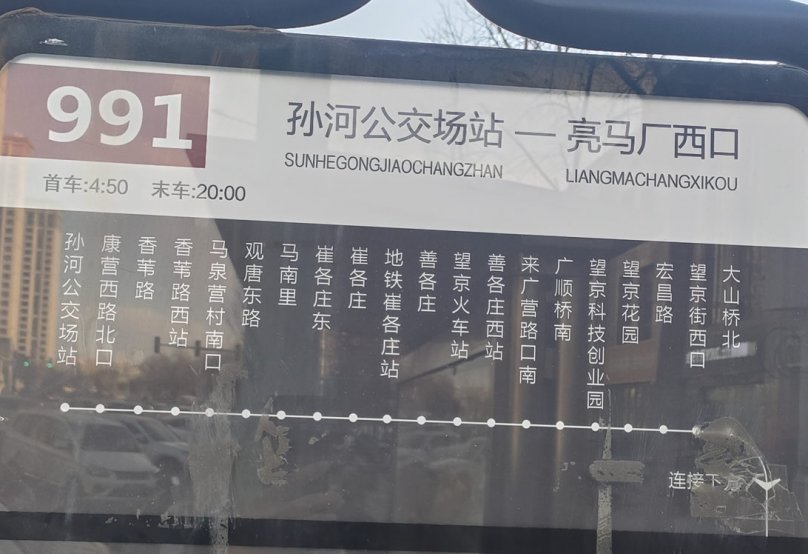 991
孙河公交场站 — 亮马厂西口
SUNHEGONGJIAOCHANGZHAN LIANGMACHANGXIKOU
首车:4:50 末车:20:00
孙河公交场站
康营西路北口
香苇路
香苇路西站
马泉营村南口
观唐东路
马南里
崔各庄东
崔各庄
地铁崔各庄站
善各庄
望京火车站
善各庄西站
来广营路口南
广顺桥南
望京科技创业园
望京花园
宏昌路
望京街西口
大山桥北
连接下方